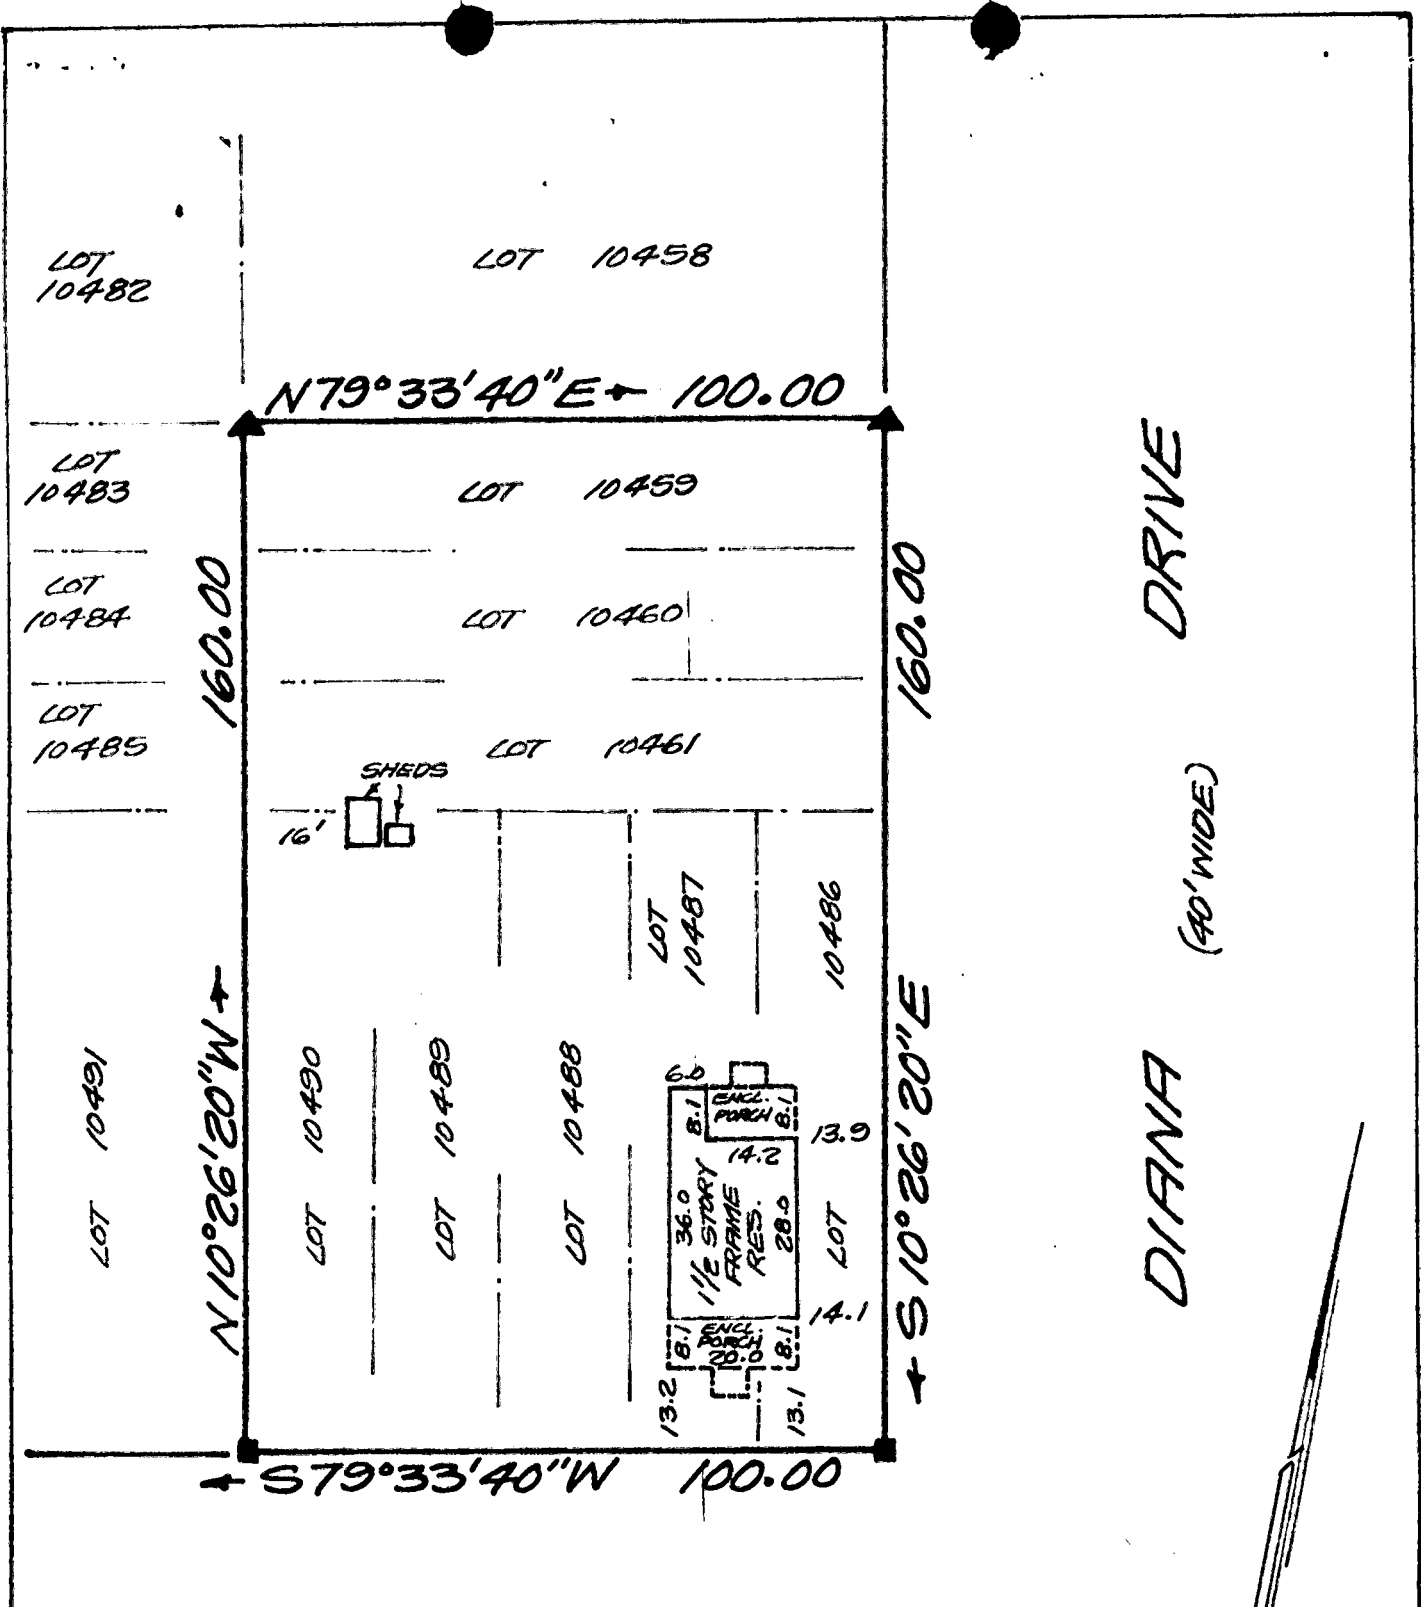 LOT
10482
LOT 10458
N79°33'40"E 100.00
LOT
10483
LOT 10459
LOT
10484
LOT 10460
160.00
160.00
DRIVE
LOT
10485
LOT 10461
SHEDS
16'
(40' WIDE)
LOT
10487
10486
LOT 10491
N10°26'20"W
LOT 10490
LOT 10489
LOT 10488
6.0
8.1
ENCL.
PORCH
8.1
13.9
14.2
36.0
1 1/2 STORY
FRAME
RES.
28.0
LOT
S10°26'20"E
DIANA
14.1
8.1
ENCL.
PORCH
20.0
8.1
13.2
13.1
S79°33'40"W 100.00